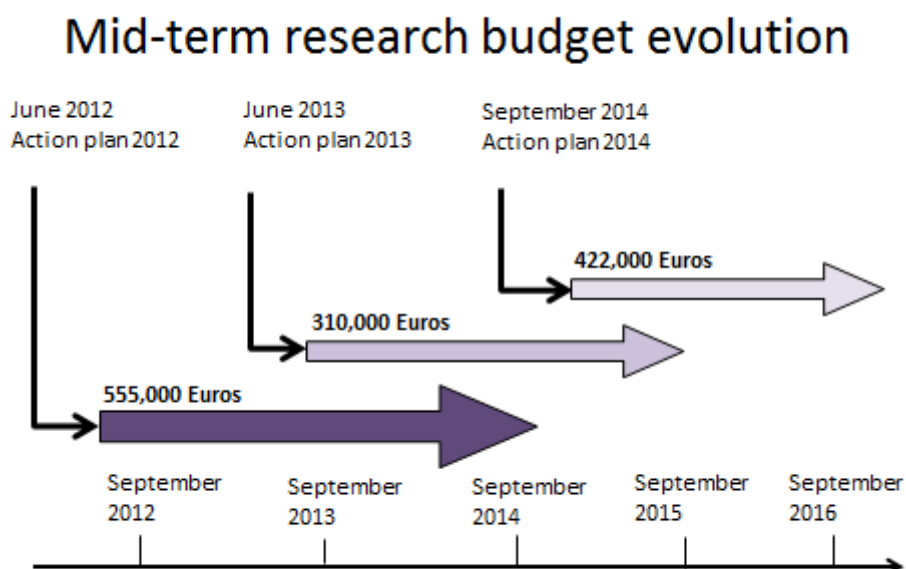 Mid-term research budget evolution
June 2012
Action plan 2012
June 2013
Action plan 2013
September 2014
Action plan 2014
422,000 Euros
310,000 Euros
555,000 Euros
September
2012
September
2013
September
2014
September
2015
September
2016